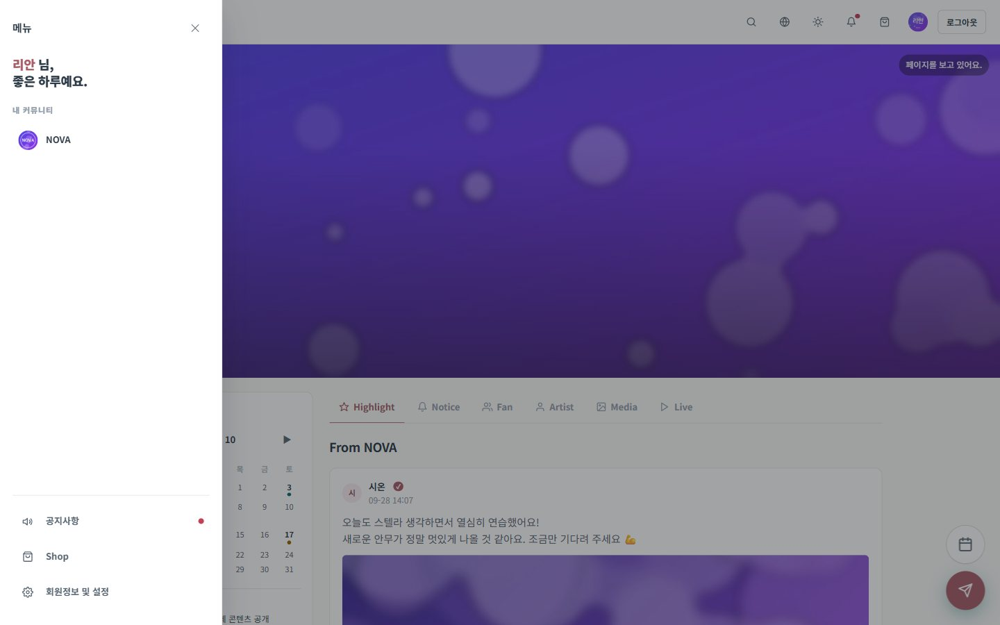 메뉴
리안 님,
좋은 하루예요.
내 커뮤니티
NOVA
NOVA
공지사항
Shop
회원정보 및 설정
리안
로그아웃
페이지를 보고 있어요.
10
목 금 토
1 2 3
8 9 10
15 16 17
22 23 24
29 30 31
콘텐츠 공개
Highlight Notice Fan Artist Media Live
From NOVA
시
시온
09-28 14:07
오늘도 스텔라 생각하면서 열심히 연습했어요!
새로운 안무가 정말 멋있게 나올 것 같아요. 조금만 기다려 주세요 💪